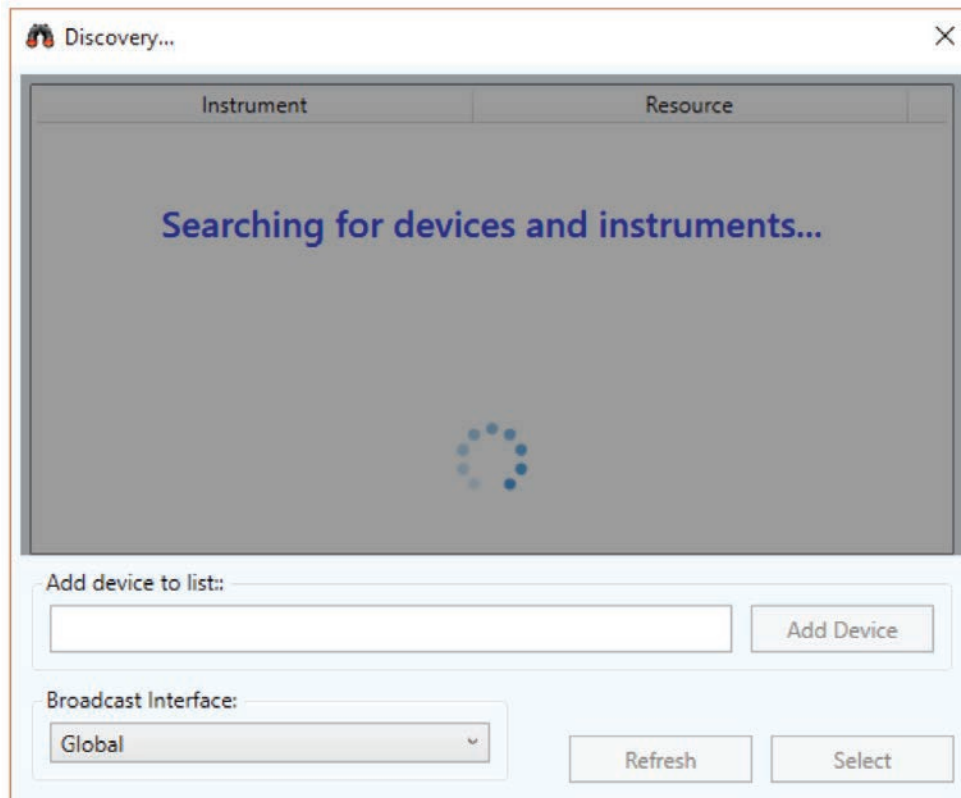 Discovery...
Instrument Resource
Searching for devices and instruments...
Add device to list::
Add Device
Broadcast Interface:
Global
Refresh Select